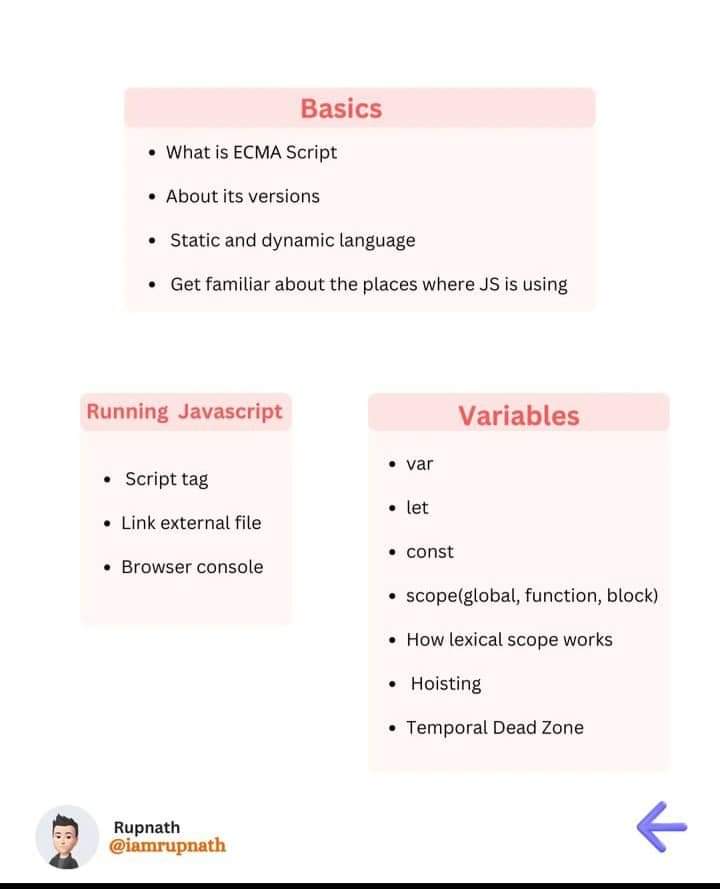 Basics
What is ECMA Script
About its versions
Static and dynamic language
Get familiar about the places where JS is using
Running Javascript
Script tag
Link external file
Browser console
Variables
var
let
const
scope(global, function, block)
How lexical scope works
Hoisting
Temporal Dead Zone
Rupnath
@iamrupnath